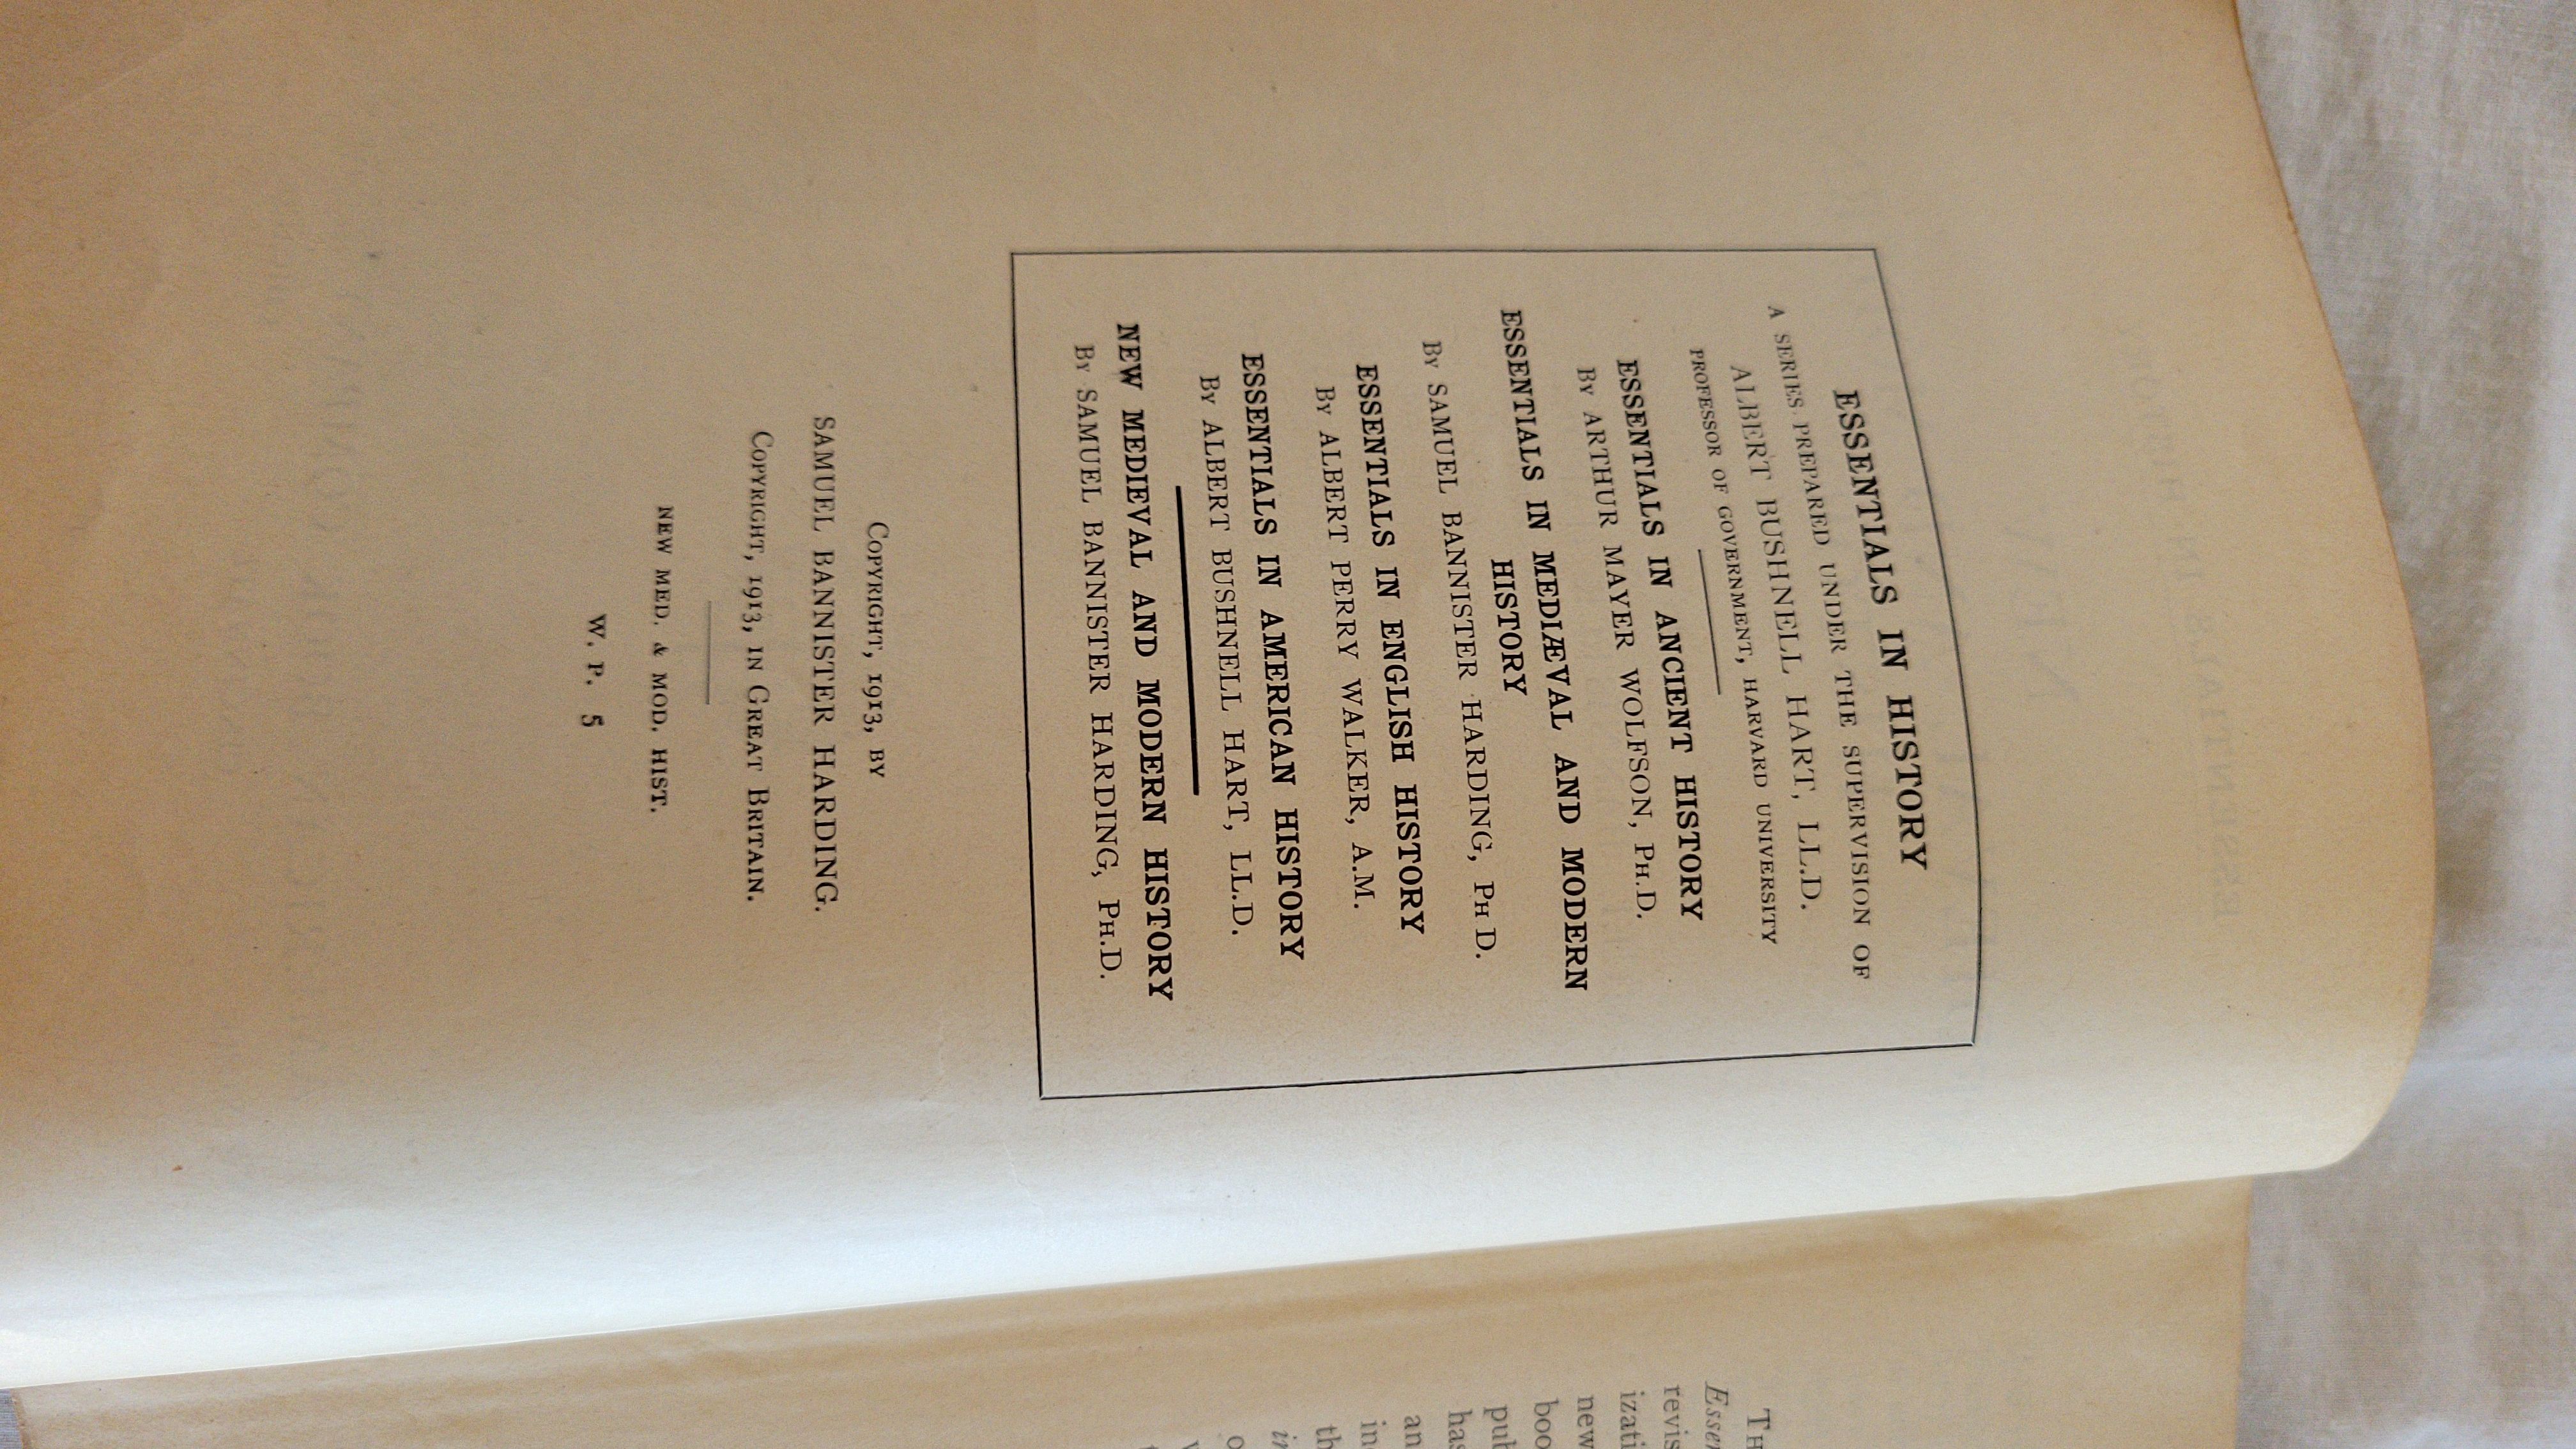 ESSENTIALS IN HISTORY
A SERIES PREPARED UNDER THE SUPERVISION OF
ALBERT BUSHNELL HART, LL.D.
PROFESSOR OF GOVERNMENT, HARVARD UNIVERSITY
ESSENTIALS IN ANCIENT HISTORY
By ARTHUR MAYER WOLFSON, Ph.D.
ESSENTIALS IN MEDIÆVAL AND MODERN
HISTORY
By SAMUEL BANNISTER HARDING, Ph D.
ESSENTIALS IN ENGLISH HISTORY
By ALBERT PERRY WALKER, A.M.
ESSENTIALS IN AMERICAN HISTORY
By ALBERT BUSHNELL HART, LL.D.
NEW MEDIEVAL AND MODERN HISTORY
By SAMUEL BANNISTER HARDING, Ph.D.
Copyright, 1913, by
SAMUEL BANNISTER HARDING.
Copyright, 1913, in Great Britain.
NEW MED. & MOD. HIST.
W. P. 5